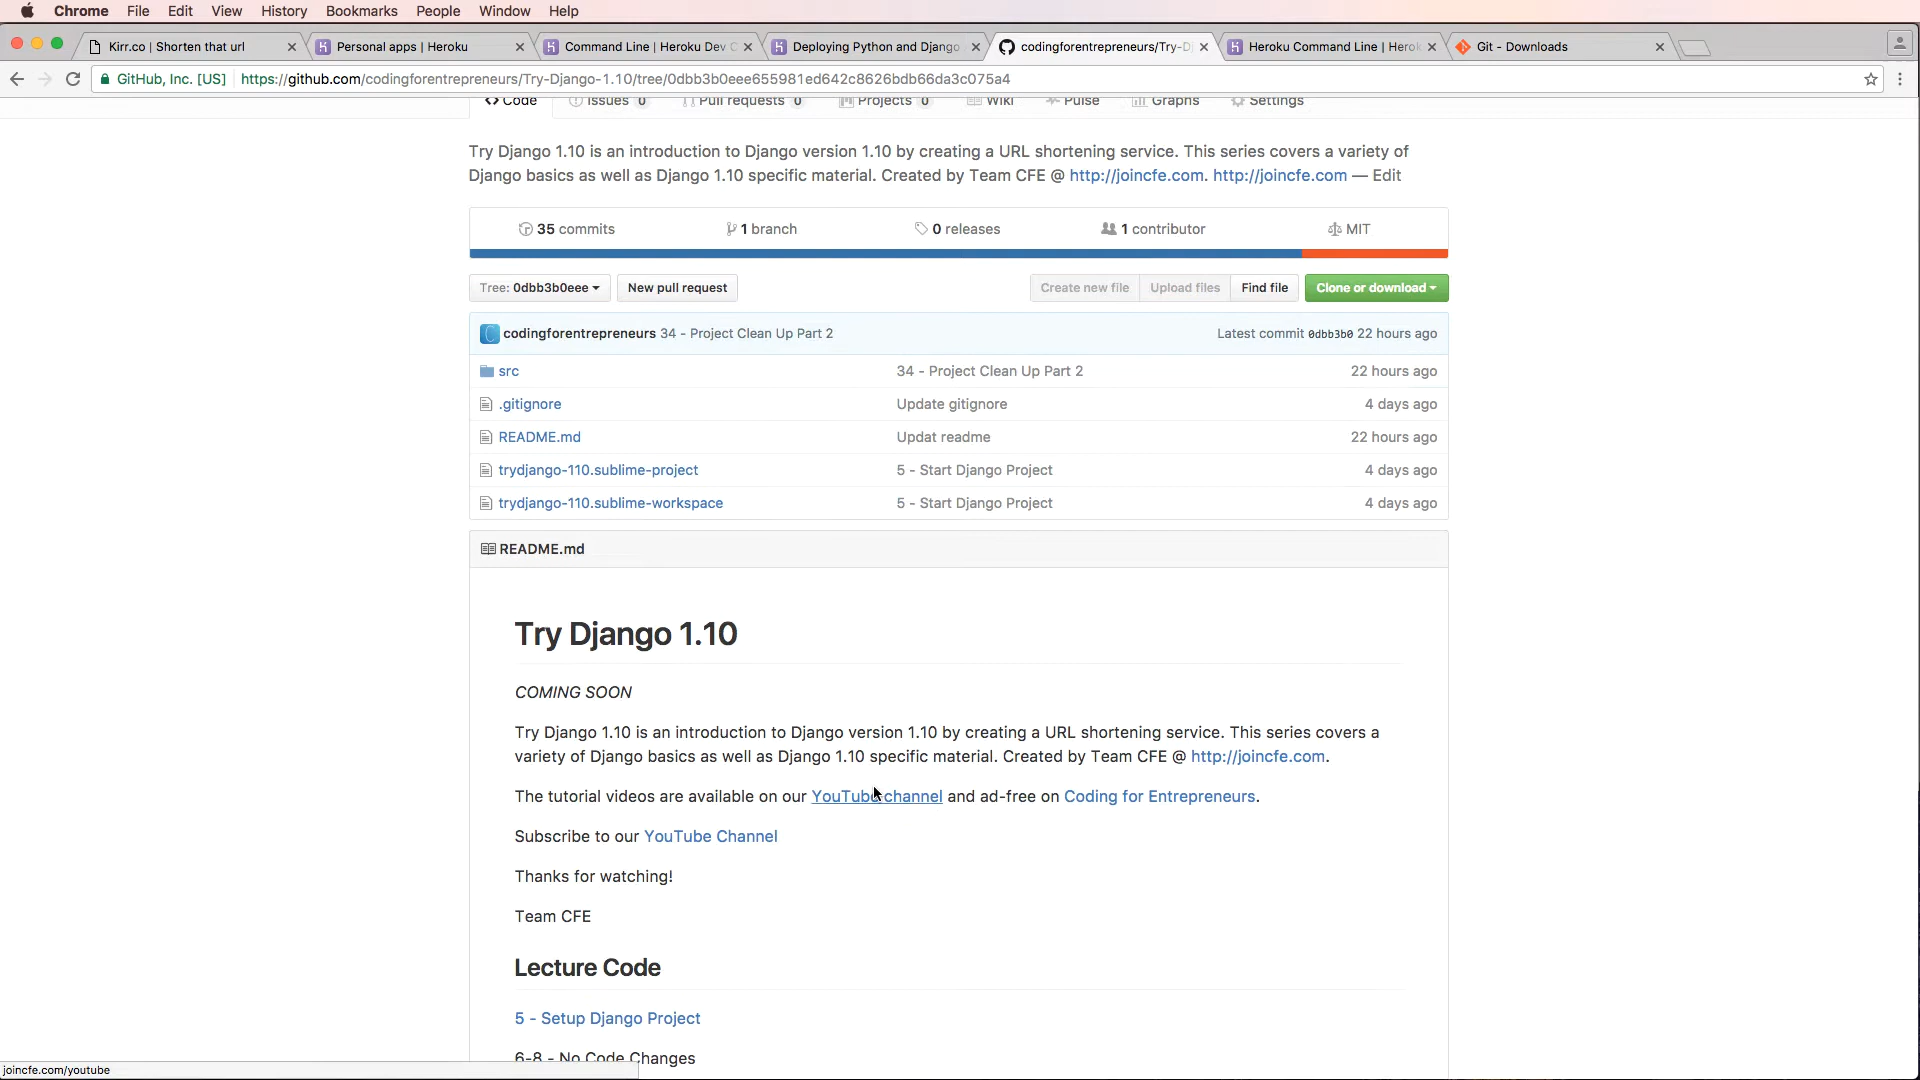 Chrome File Edit View History Bookmarks People Window Help
Kirr.co | Shorten that url
Personal apps | Heroku
Command Line | Heroku Dev C
Deploying Python and Django
codingforentrepreneurs/Try-D
Heroku Command Line | Herok
Git - Downloads
GitHub, Inc. [US] https://github.com/codingforentrepreneurs/Try-Django-1.10/tree/0dbb3b0eee655981ed642c8626bdb66da3c075a4
Code Issues 0 Pull requests 0 Projects 0 Wiki Pulse Graphs Settings
Try Django 1.10 is an introduction to Django version 1.10 by creating a URL shortening service. This series covers a variety of
Django basics as well as Django 1.10 specific material. Created by Team CFE @ http://joincfe.com. http://joincfe.com — Edit
35 commits 1 branch 0 releases 1 contributor MIT
Tree: 0dbb3b0eee New pull request Create new file Upload files Find file Clone or download
codingforentrepreneurs 34 - Project Clean Up Part 2 Latest commit 0dbb3b0 22 hours ago
src 34 - Project Clean Up Part 2 22 hours ago
.gitignore Update gitignore 4 days ago
README.md Updat readme 22 hours ago
trydjango-110.sublime-project 5 - Start Django Project 4 days ago
trydjango-110.sublime-workspace 5 - Start Django Project 4 days ago
README.md
Try Django 1.10
COMING SOON
Try Django 1.10 is an introduction to Django version 1.10 by creating a URL shortening service. This series covers a
variety of Django basics as well as Django 1.10 specific material. Created by Team CFE @ http://joincfe.com.
The tutorial videos are available on our YouTube channel and ad-free on Coding for Entrepreneurs.
Subscribe to our YouTube Channel
Thanks for watching!
Team CFE
Lecture Code
5 - Setup Django Project
6-8 - No Code Changes
joincfe.com/youtube